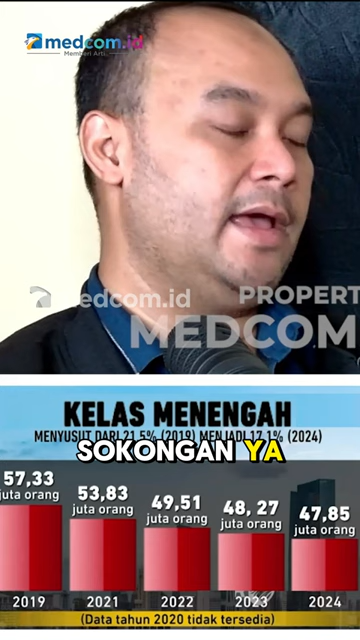 medcom.id
Memberi Arti..
medcom.id
PROPERT
MEDCOM
KELAS MENENGAH
MENYUSUT DARI 21,5% (2019) MENJADI 17,1% (2024)
SOKONGAN YA
57,33
juta orang
53,83
juta orang
49,51
juta orang
48, 27
juta orang
47,85
juta orang
2019
2021
2022
2023
2024
(Data tahun 2020 tidak tersedia)